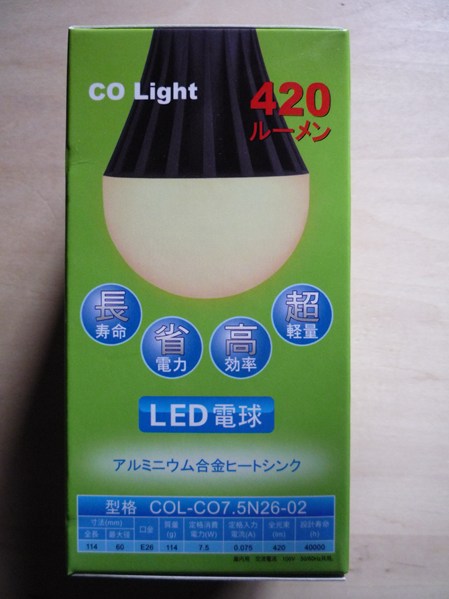 CO Light
420
ルーメン
長
寿命
省
電力
高
効率
超
軽量
LED電球
アルミニウム合金ヒートシンク
型格 COL-CO7.5N26-02
寸法(mm) 口金 質量(g) 定格消費電力(W) 定格入力電流(A) 全光束(lm) 設計寿命(h)
全長 最大径
114 60 E26 114 7.5 0.075 420 40000